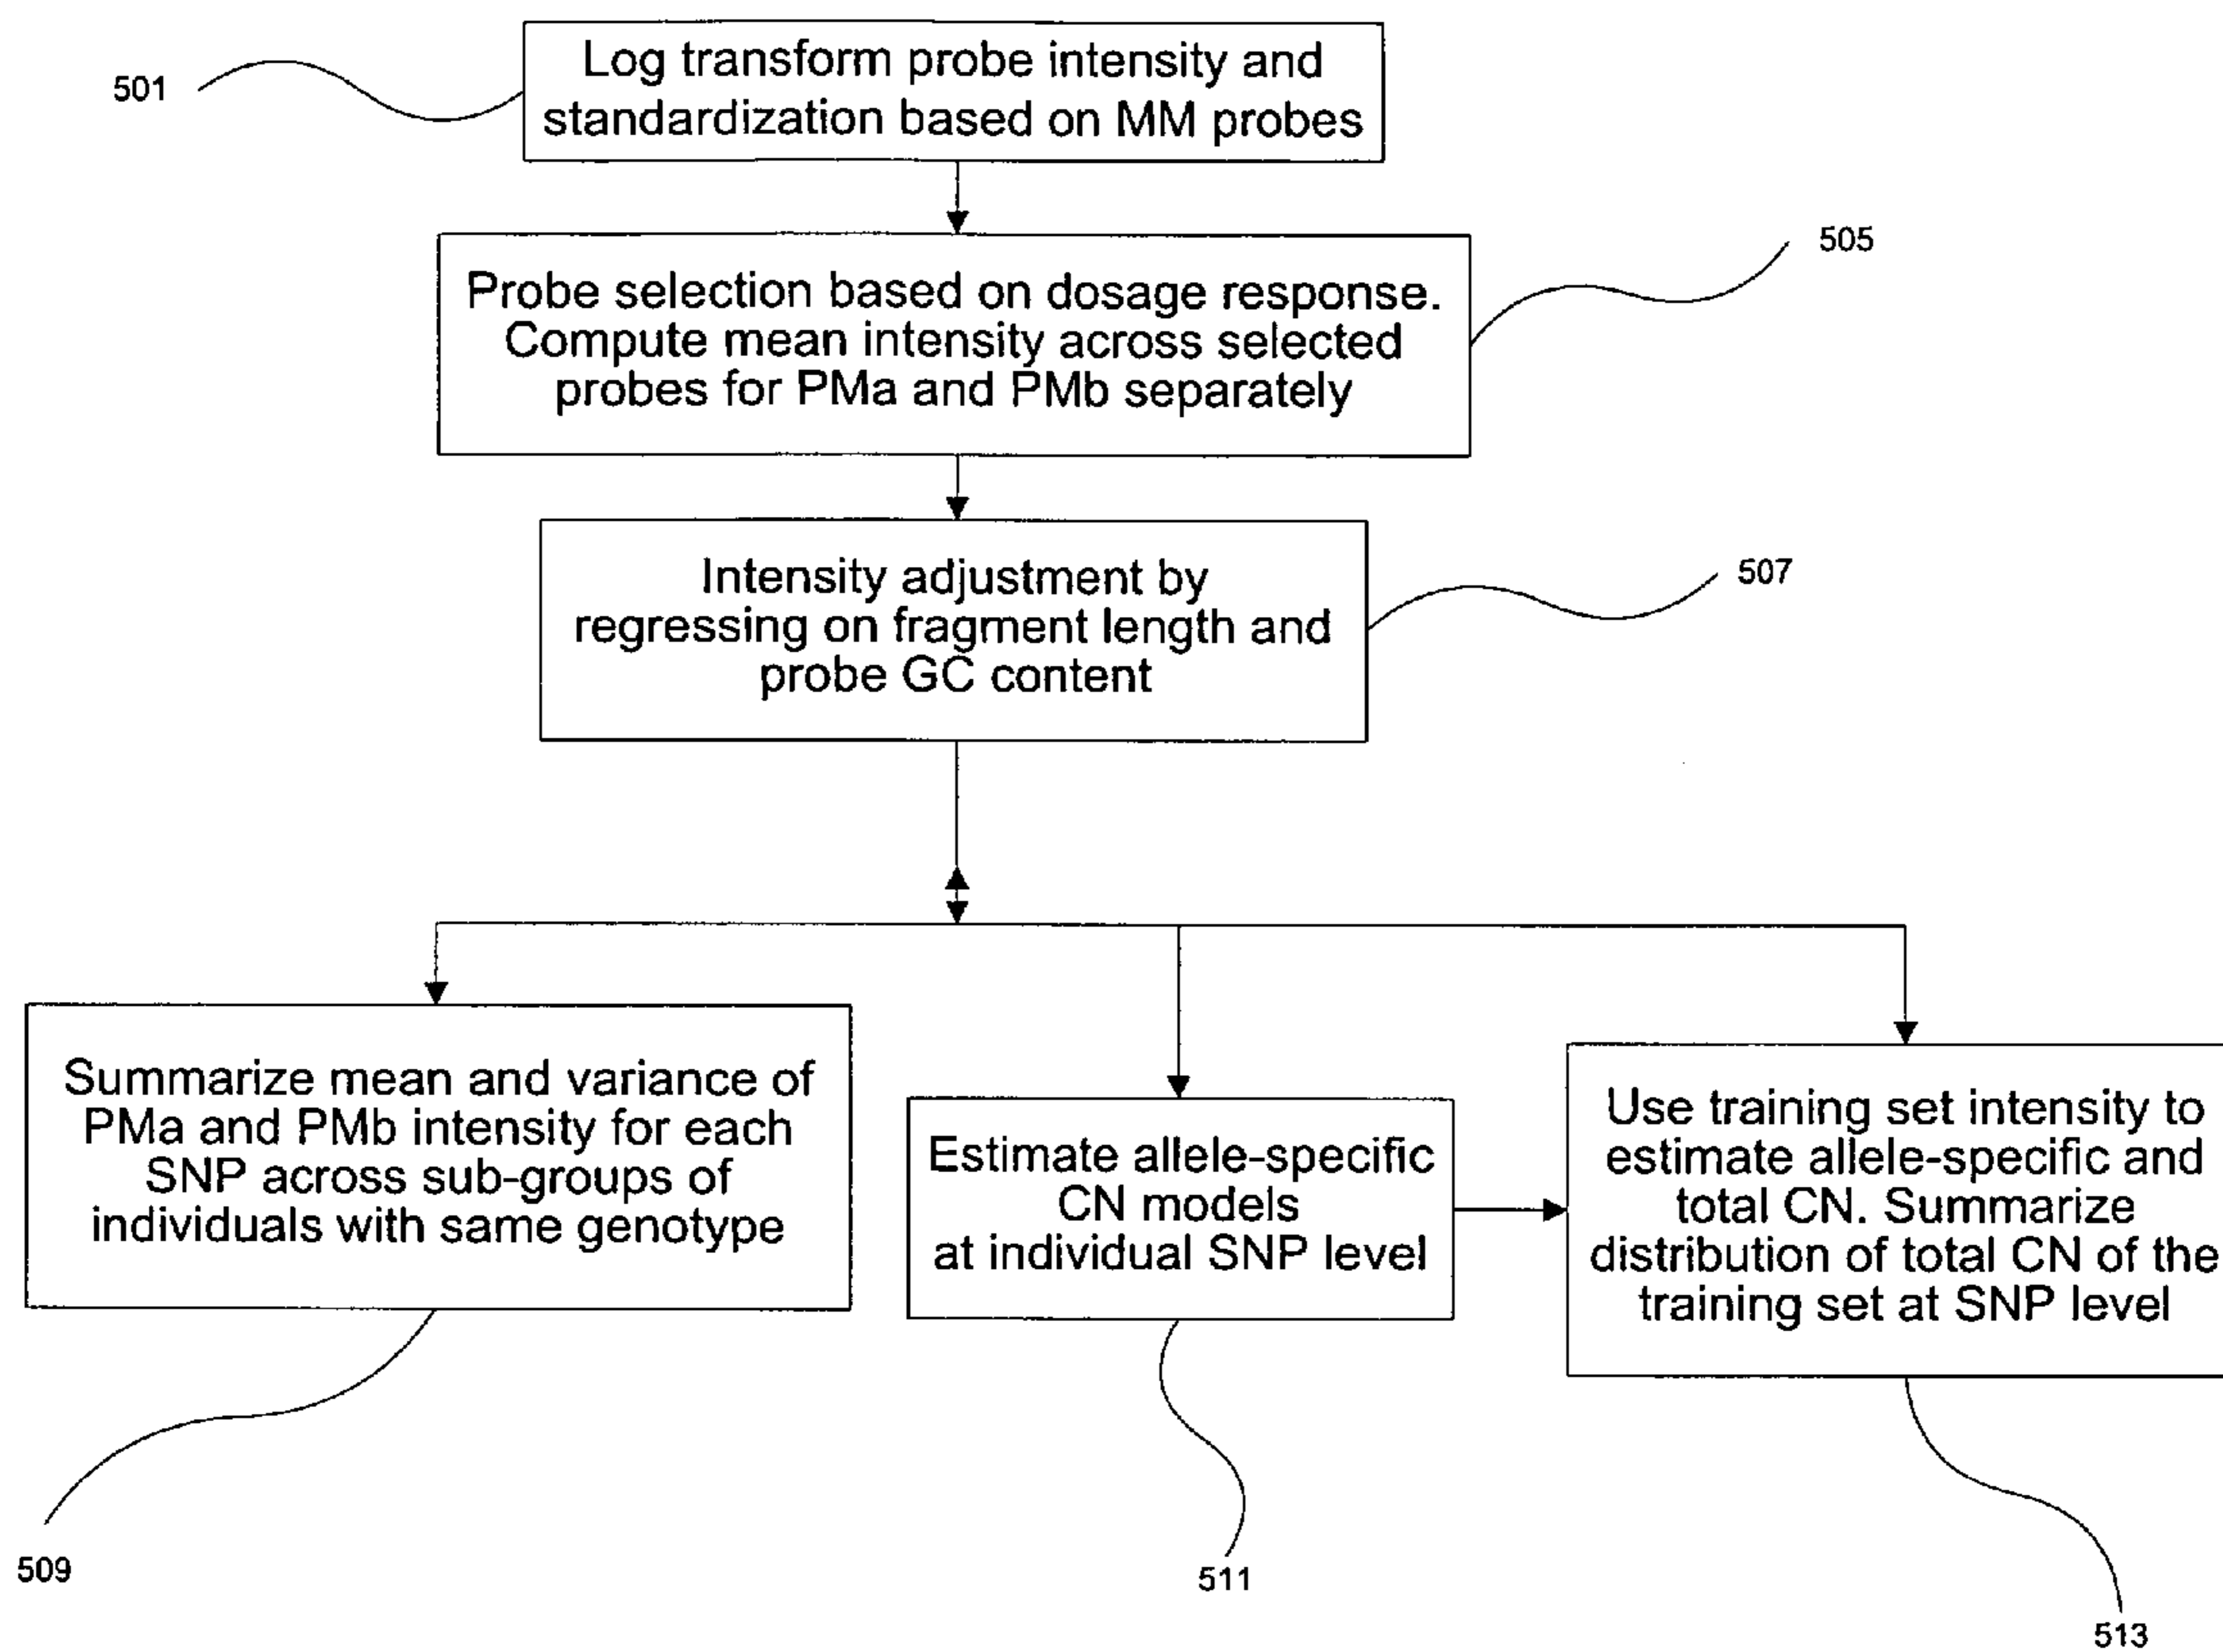 501
Log transform probe intensity and
standardization based on MM probes
505
Probe selection based on dosage response.
Compute mean intensity across selected
probes for PMa and PMb separately
507
Intensity adjustment by
regressing on fragment length and
probe GC content
Summarize mean and variance of
PMa and PMb intensity for each
SNP across sub-groups of
individuals with same genotype
Estimate allele-specific
CN models
at individual SNP level
Use training set intensity to
estimate allele-specific and
total CN. Summarize
distribution of total CN of the
training set at SNP level
509
511
513